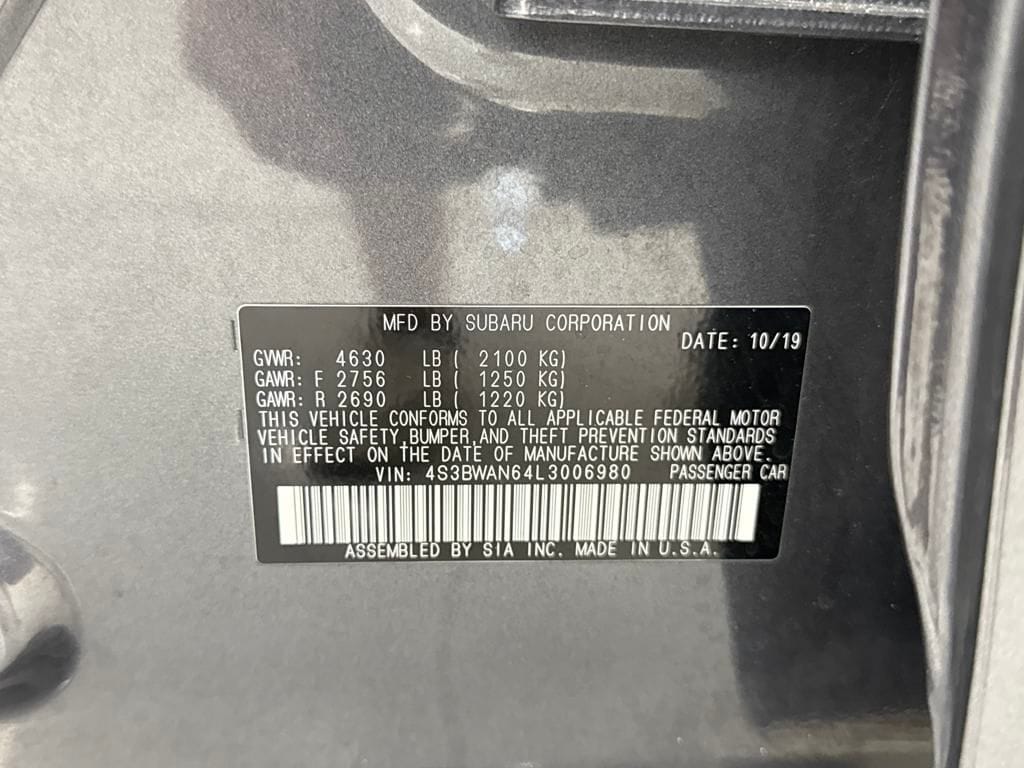 MFD BY SUBARU CORPORATION
DATE: 10/19
GVWR: 4630 LB ( 2100 KG)
GAWR: F 2756 LB ( 1250 KG)
GAWR: R 2690 LB ( 1220 KG)
THIS VEHICLE CONFORMS TO ALL APPLICABLE FEDERAL MOTOR
VEHICLE SAFETY,BUMPER,AND THEFT PREVENTION STANDARDS
IN EFFECT ON THE DATE OF MANUFACTURE SHOWN ABOVE.
VIN: 4S3BWAN64L3006980 PASSENGER CAR
ASSEMBLED BY SIA INC. MADE IN U.S.A.